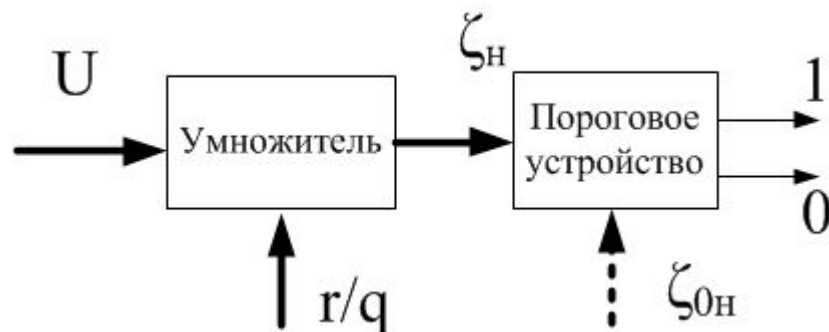 U
Умножитель
r/q
ζн
Пороговое
устройство
ζ0н
1
0